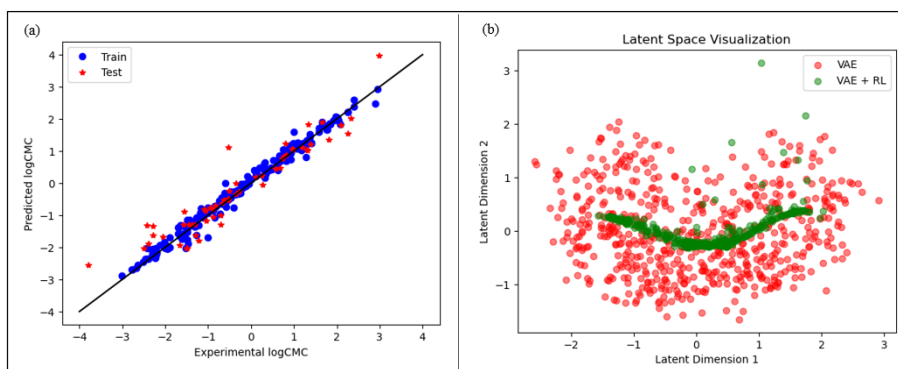 (a)
Train
Test
Predicted logCMC
4
3
2
1
0
−1
−2
−3
−4
−4 −3 −2 −1 0 1 2 3 4
Experimental logCMC
(b)
Latent Space Visualization
VAE
VAE + RL
Latent Dimension 2
3
2
1
0
−1
−2 −1 0 1 2 3
Latent Dimension 1